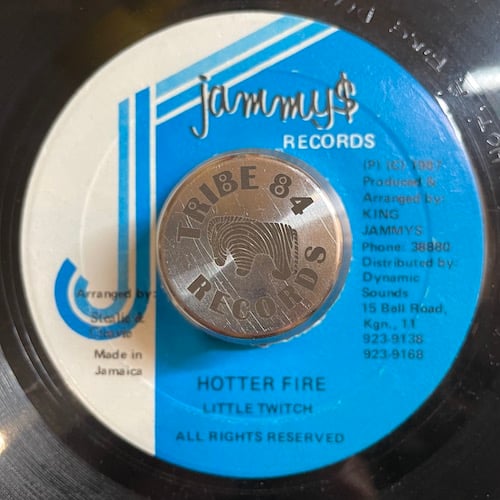 jammy$
RECORDS
(P) (C) 1987
Produced &
Arranged by:
KING
JAMMYS
Phone: 38880
Distributed by:
Dynamic
Sounds
15 Bell Road,
Kgn., 11
923-9138
923-9168
TRIBE 84
RECORDS
Arranged by:
Steelie &
Made in
Jamaica
HOTTER FIRE
LITTLE TWITCH
ALL RIGHTS RESERVED